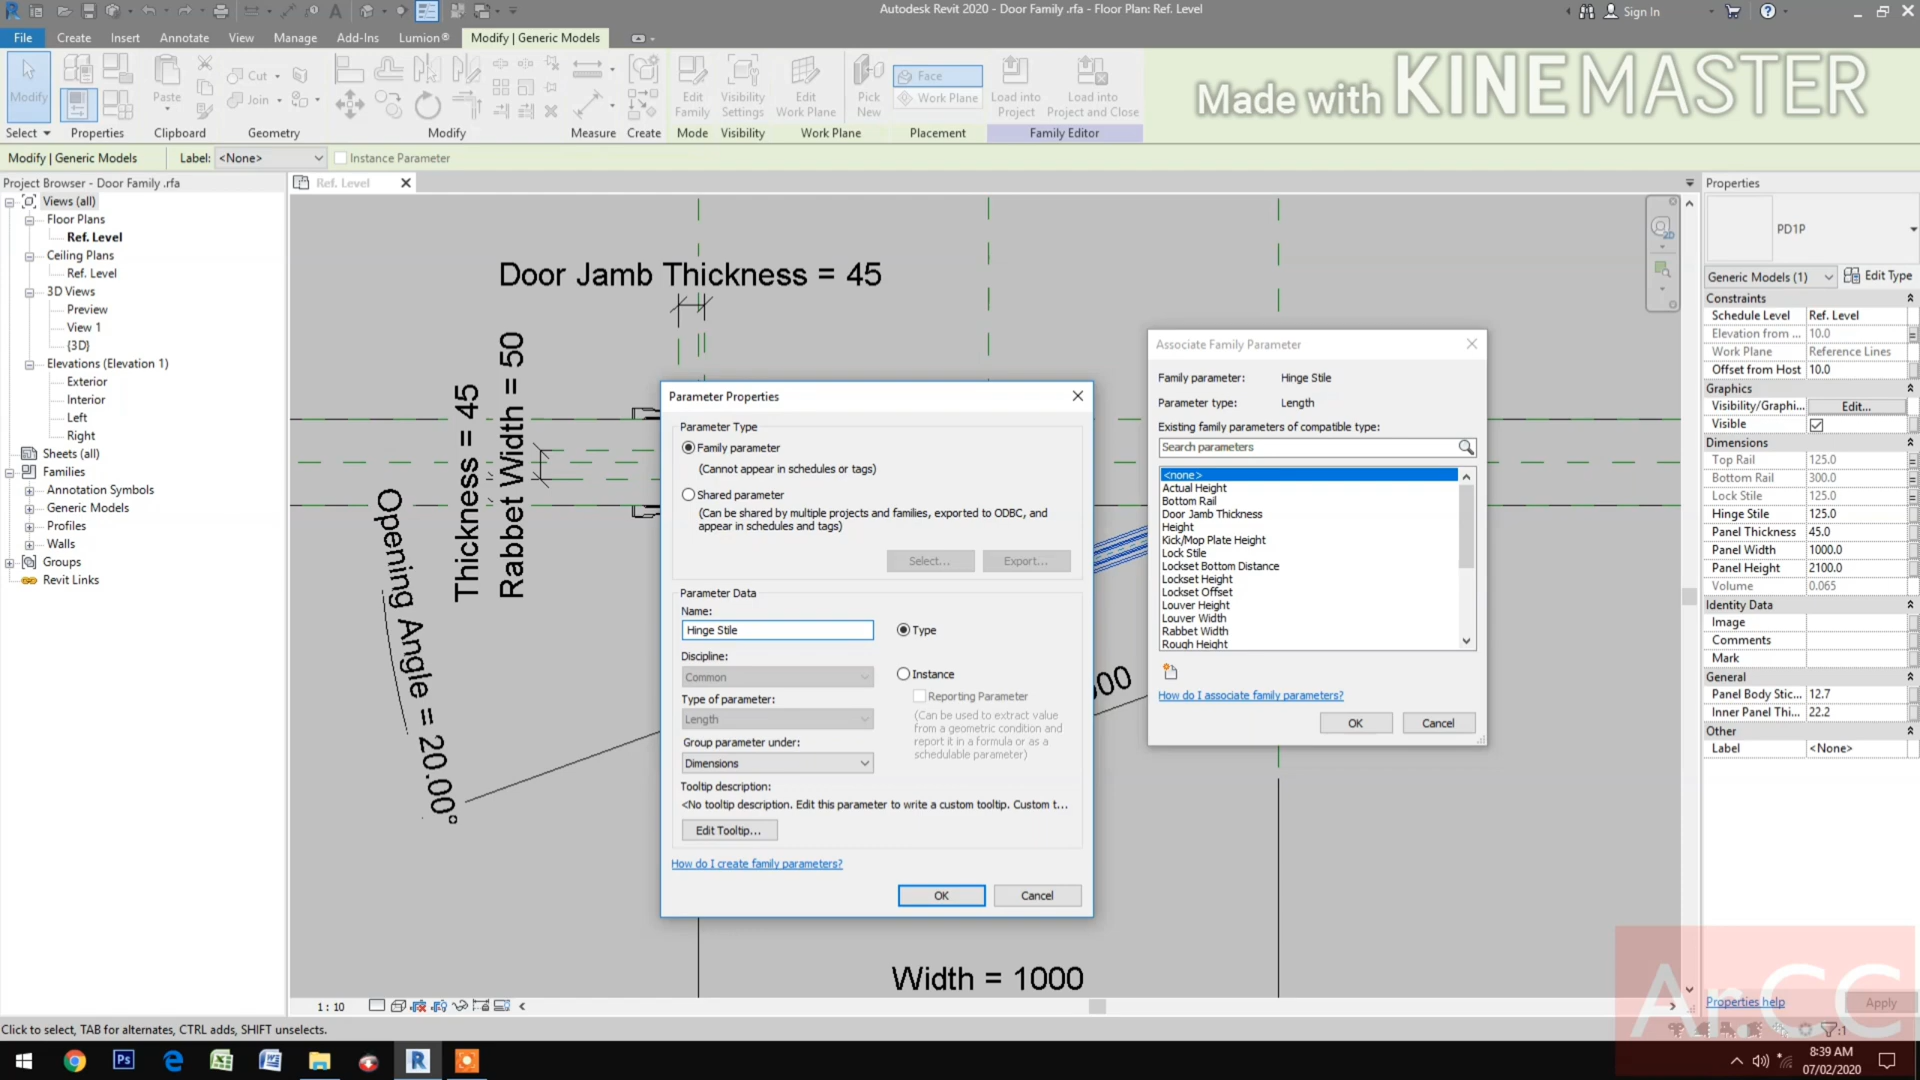 Autodesk Revit 2020 - Door Family .rfa - Floor Plan: Ref. Level
Sign In
File Create Insert Annotate View Manage Add-Ins Lumion® Modify | Generic Models
Modify
Paste
Cut
Join
Edit Family
Visibility Settings
Edit Work Plane
Pick New
Face
Work Plane
Load into Project
Load into Project and Close
Made with KINEMASTER
Select Properties Clipboard Geometry Modify Measure Create Mode Visibility Work Plane Placement Family Editor
Modify | Generic Models Label: <None> Instance Parameter
Project Browser - Door Family .rfa
Views (all)
Floor Plans
Ref. Level
Ceiling Plans
Ref. Level
3D Views
Preview
View 1
{3D}
Elevations (Elevation 1)
Exterior
Interior
Left
Right
Sheets (all)
Families
Annotation Symbols
Generic Models
Profiles
Walls
Groups
Revit Links
Ref. Level
Door Jamb Thickness = 45
Thickness = 45
Rabbet Width = 50
Opening Angle = 20.00°
Width = 1000
1 : 10
Parameter Properties
Parameter Type
Family parameter
(Cannot appear in schedules or tags)
Shared parameter
(Can be shared by multiple projects and families, exported to ODBC, and
appear in schedules and tags)
Select... Export...
Parameter Data
Name:
Hinge Stile
Type
Discipline:
Common
Instance
Reporting Parameter
Type of parameter:
Length
(Can be used to extract value
from a geometric condition and
report it in a formula or as a
schedulable parameter)
Group parameter under:
Dimensions
Tooltip description:
<No tooltip description. Edit this parameter to write a custom tooltip. Custom t...
Edit Tooltip...
How do I create family parameters?
OK Cancel
Associate Family Parameter
Family parameter: Hinge Stile
Parameter type: Length
Existing family parameters of compatible type:
Search parameters
<none>
Actual Height
Bottom Rail
Door Jamb Thickness
Height
Kick/Mop Plate Height
Lock Stile
Lockset Bottom Distance
Lockset Height
Lockset Offset
Louver Height
Louver Width
Rabbet Width
Rough Height
How do I associate family parameters?
OK Cancel
Properties
PD1P
Generic Models (1) Edit Type
Constraints
Schedule Level Ref. Level
Elevation from ... 10.0
Work Plane Reference Lines
Offset from Host 10.0
Graphics
Visibility/Graphi... Edit...
Visible
Dimensions
Top Rail 125.0
Bottom Rail 300.0
Lock Stile 125.0
Hinge Stile 125.0
Panel Thickness 45.0
Panel Width 1000.0
Panel Height 2100.0
Volume 0.065
Identity Data
Image
Comments
Mark
General
Panel Body Stic... 12.7
Inner Panel Thi... 22.2
Other
Label <None>
Properties help Apply
ArCC
Click to select, TAB for alternates, CTRL adds, SHIFT unselects.
:1
8:39 AM
07/02/2020